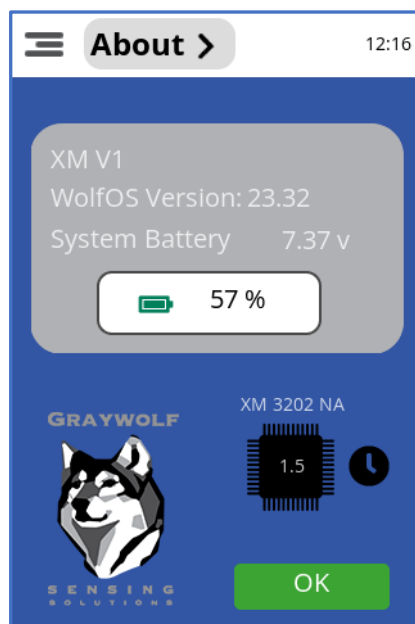 About >
12:16
XM V1
WolfOS Version: 23.32
System Battery 7.37 v
57 %
GRAYWOLF
SENSING
SOLUTIONS
XM 3202 NA
1.5
OK